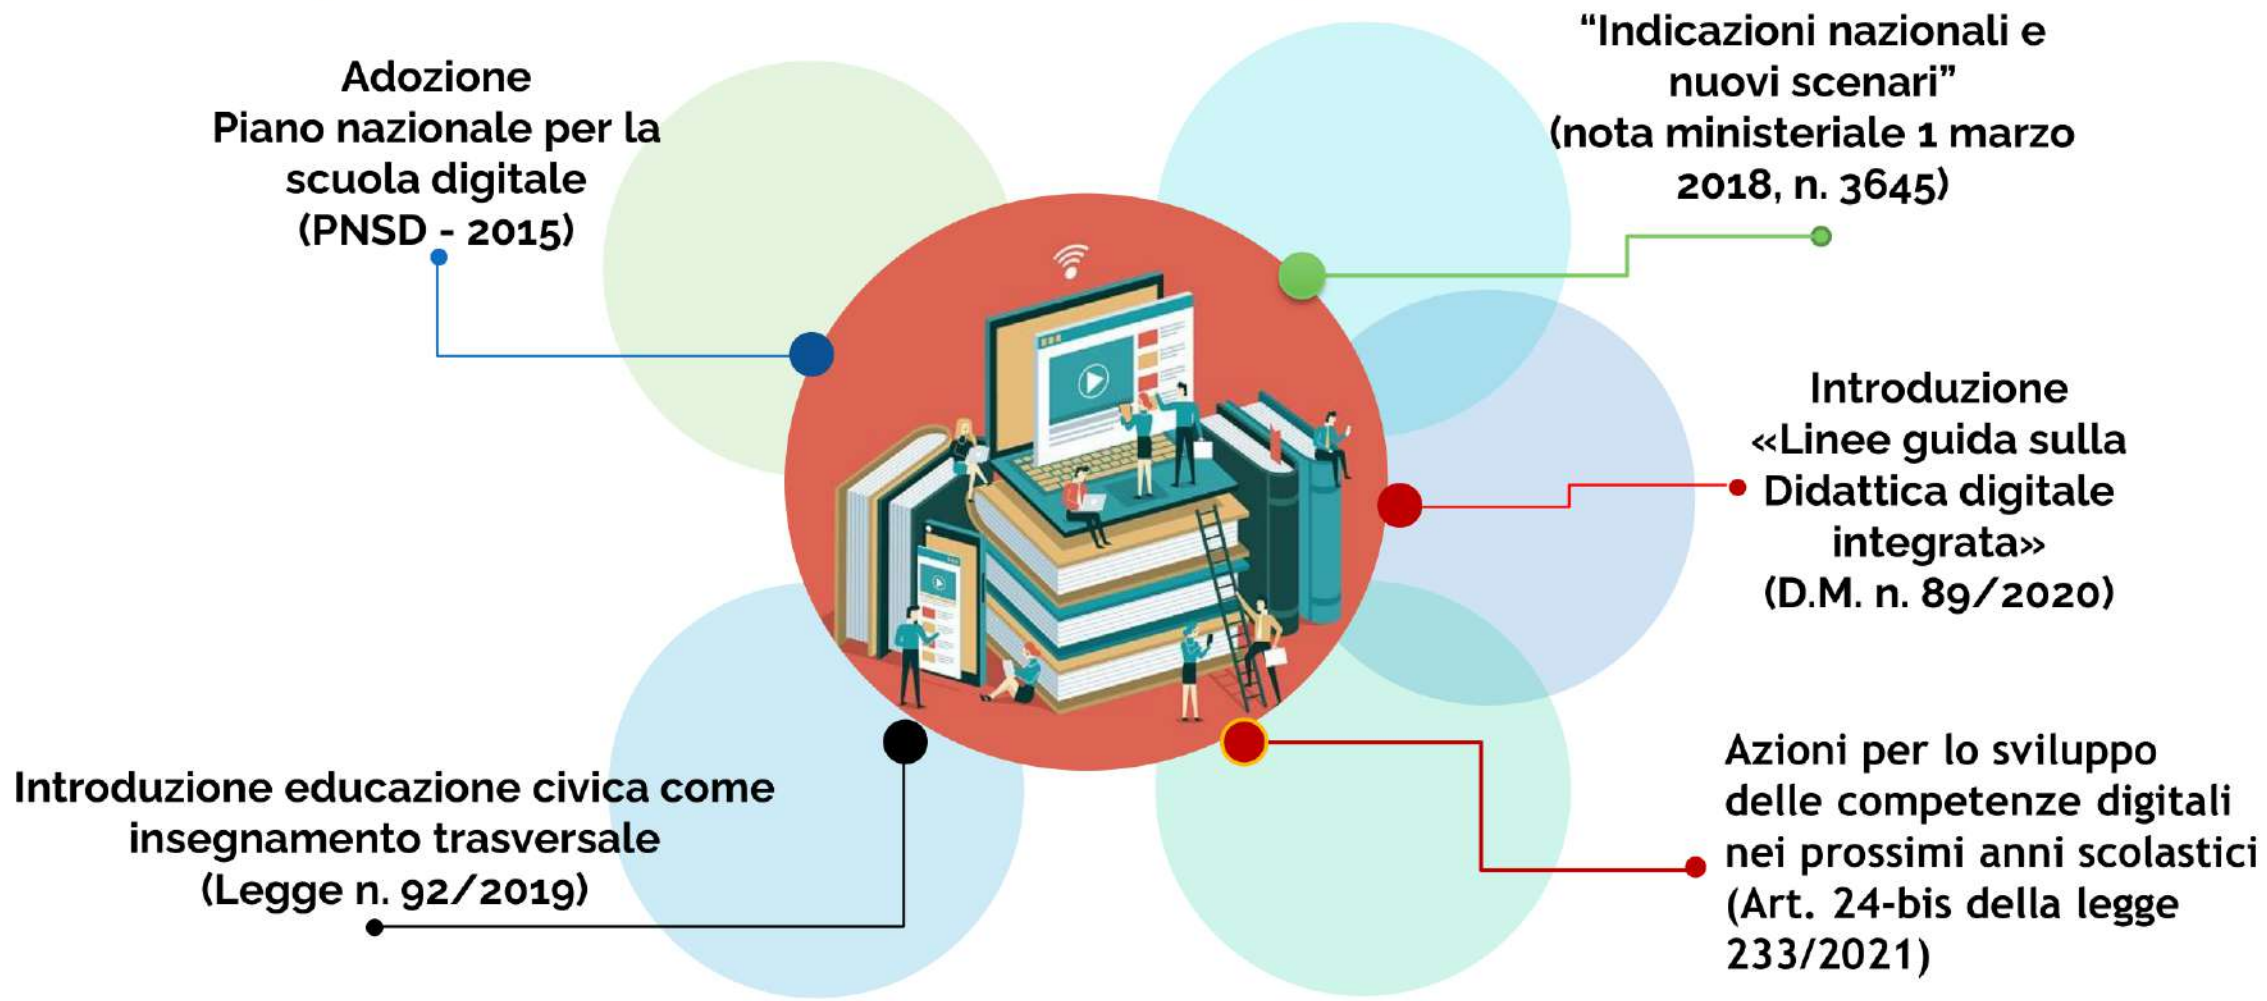 Adozione
Piano nazionale per la
scuola digitale
(PNSD - 2015)
“Indicazioni nazionali e
nuovi scenari”
(nota ministeriale 1 marzo
2018, n. 3645)
Introduzione
«Linee guida sulla
Didattica digitale
integrata»
(D.M. n. 89/2020)
Introduzione educazione civica come
insegnamento trasversale
(Legge n. 92/2019)
Azioni per lo sviluppo
delle competenze digitali
nei prossimi anni scolastici
(Art. 24-bis della legge
233/2021)